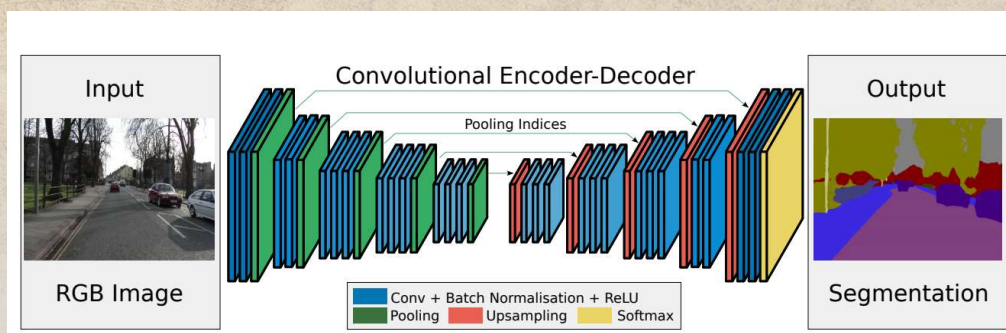 Input
RGB Image
Convolutional Encoder-Decoder
Pooling Indices
Conv + Batch Normalisation + ReLU
Pooling Upsampling Softmax
Output
Segmentation